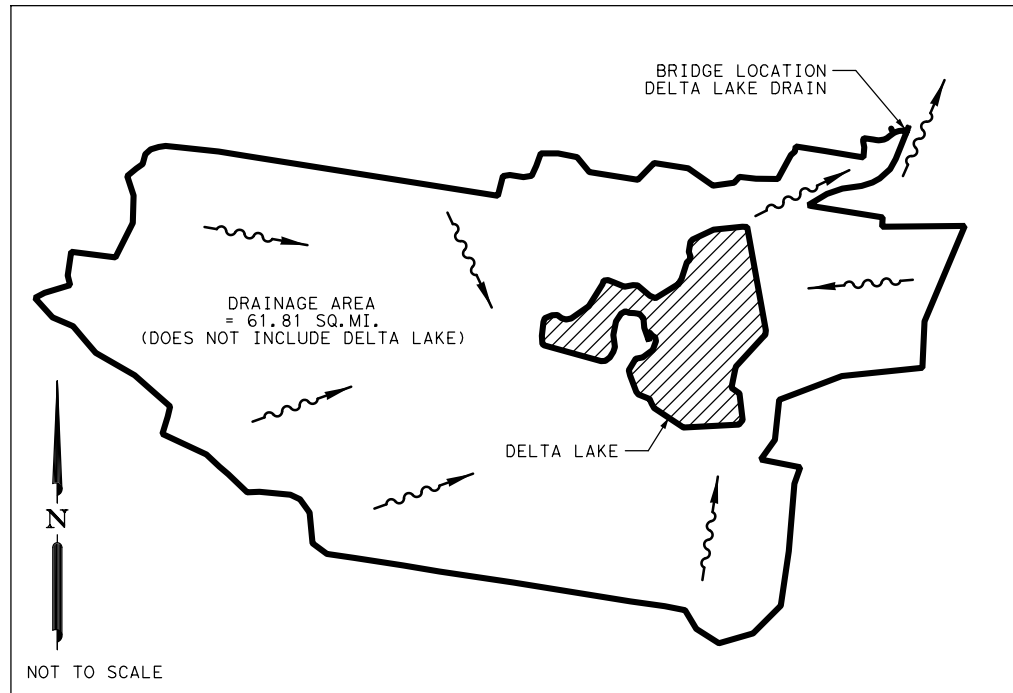 BRIDGE LOCATION
DELTA LAKE DRAIN
DRAINAGE AREA
= 61.81 SQ.MI.
(DOES NOT INCLUDE DELTA LAKE)
DELTA LAKE
N
NOT TO SCALE